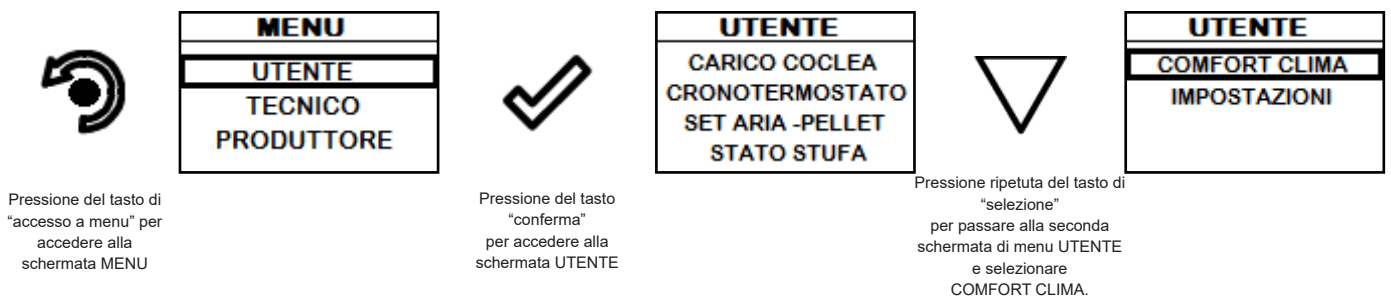 MENU
UTENTE
TECNICO
PRODUTTORE
Pressione del tasto di
“accesso a menu” per
accedere alla
schermata MENU
UTENTE
CARICO COCLEA
CRONOTERMOSTATO
SET ARIA -PELLET
STATO STUFA
Pressione del tasto
“conferma”
per accedere alla
schermata UTENTE
UTENTE
COMFORT CLIMA
IMPOSTAZIONI
Pressione ripetuta del tasto di
“selezione”
per passare alla seconda
schermata di menu UTENTE
e selezionare
COMFORT CLIMA.